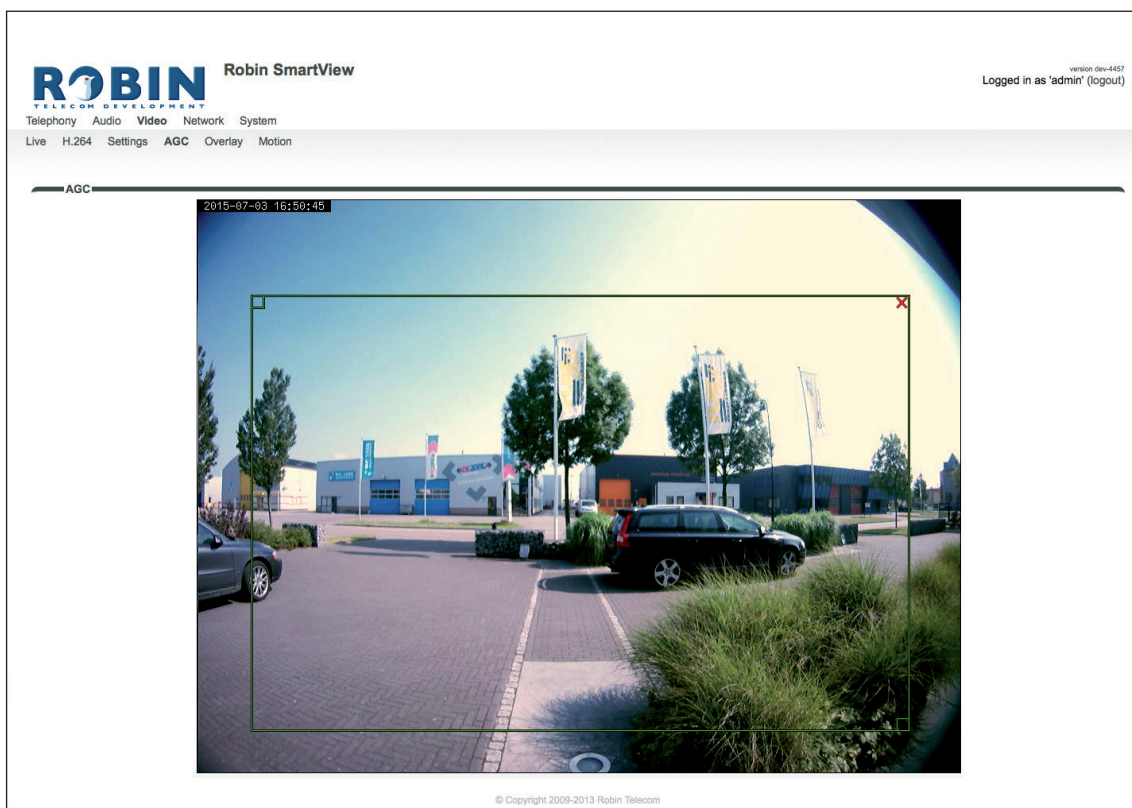 ROBIN
TELECOM DEVELOPMENT
Robin SmartView
version dev-4457
Logged in as 'admin' (logout)
Telephony Audio Video Network System
Live H.264 Settings AGC Overlay Motion
AGC
2015-07-03 16:50:45
© Copyright 2009-2013 Robin Telecom